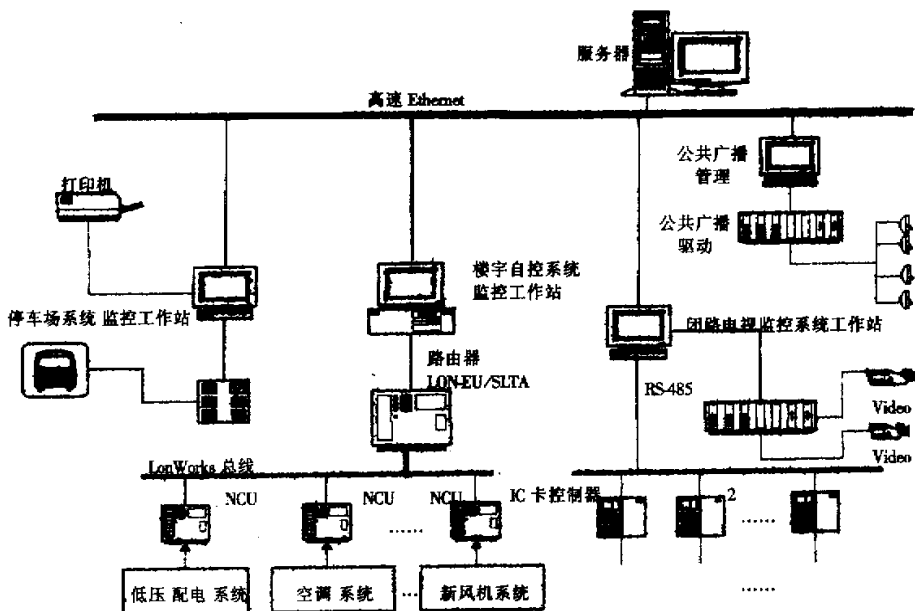 服务器
高速 Ethernet
公共广播
管理
打印机
公共广播
驱动
楼宇自控系统
监控工作站
停车场系统 监控工作站
闭路电视监控系统工作站
路由器
LON-EU/SLTA
RS-485
Video
Video
LonWorks 总线
NCU
NCU
NCU
IC 卡控制器
2
……
……
低压 配电 系统
空调 系统
…
新风机系统
……